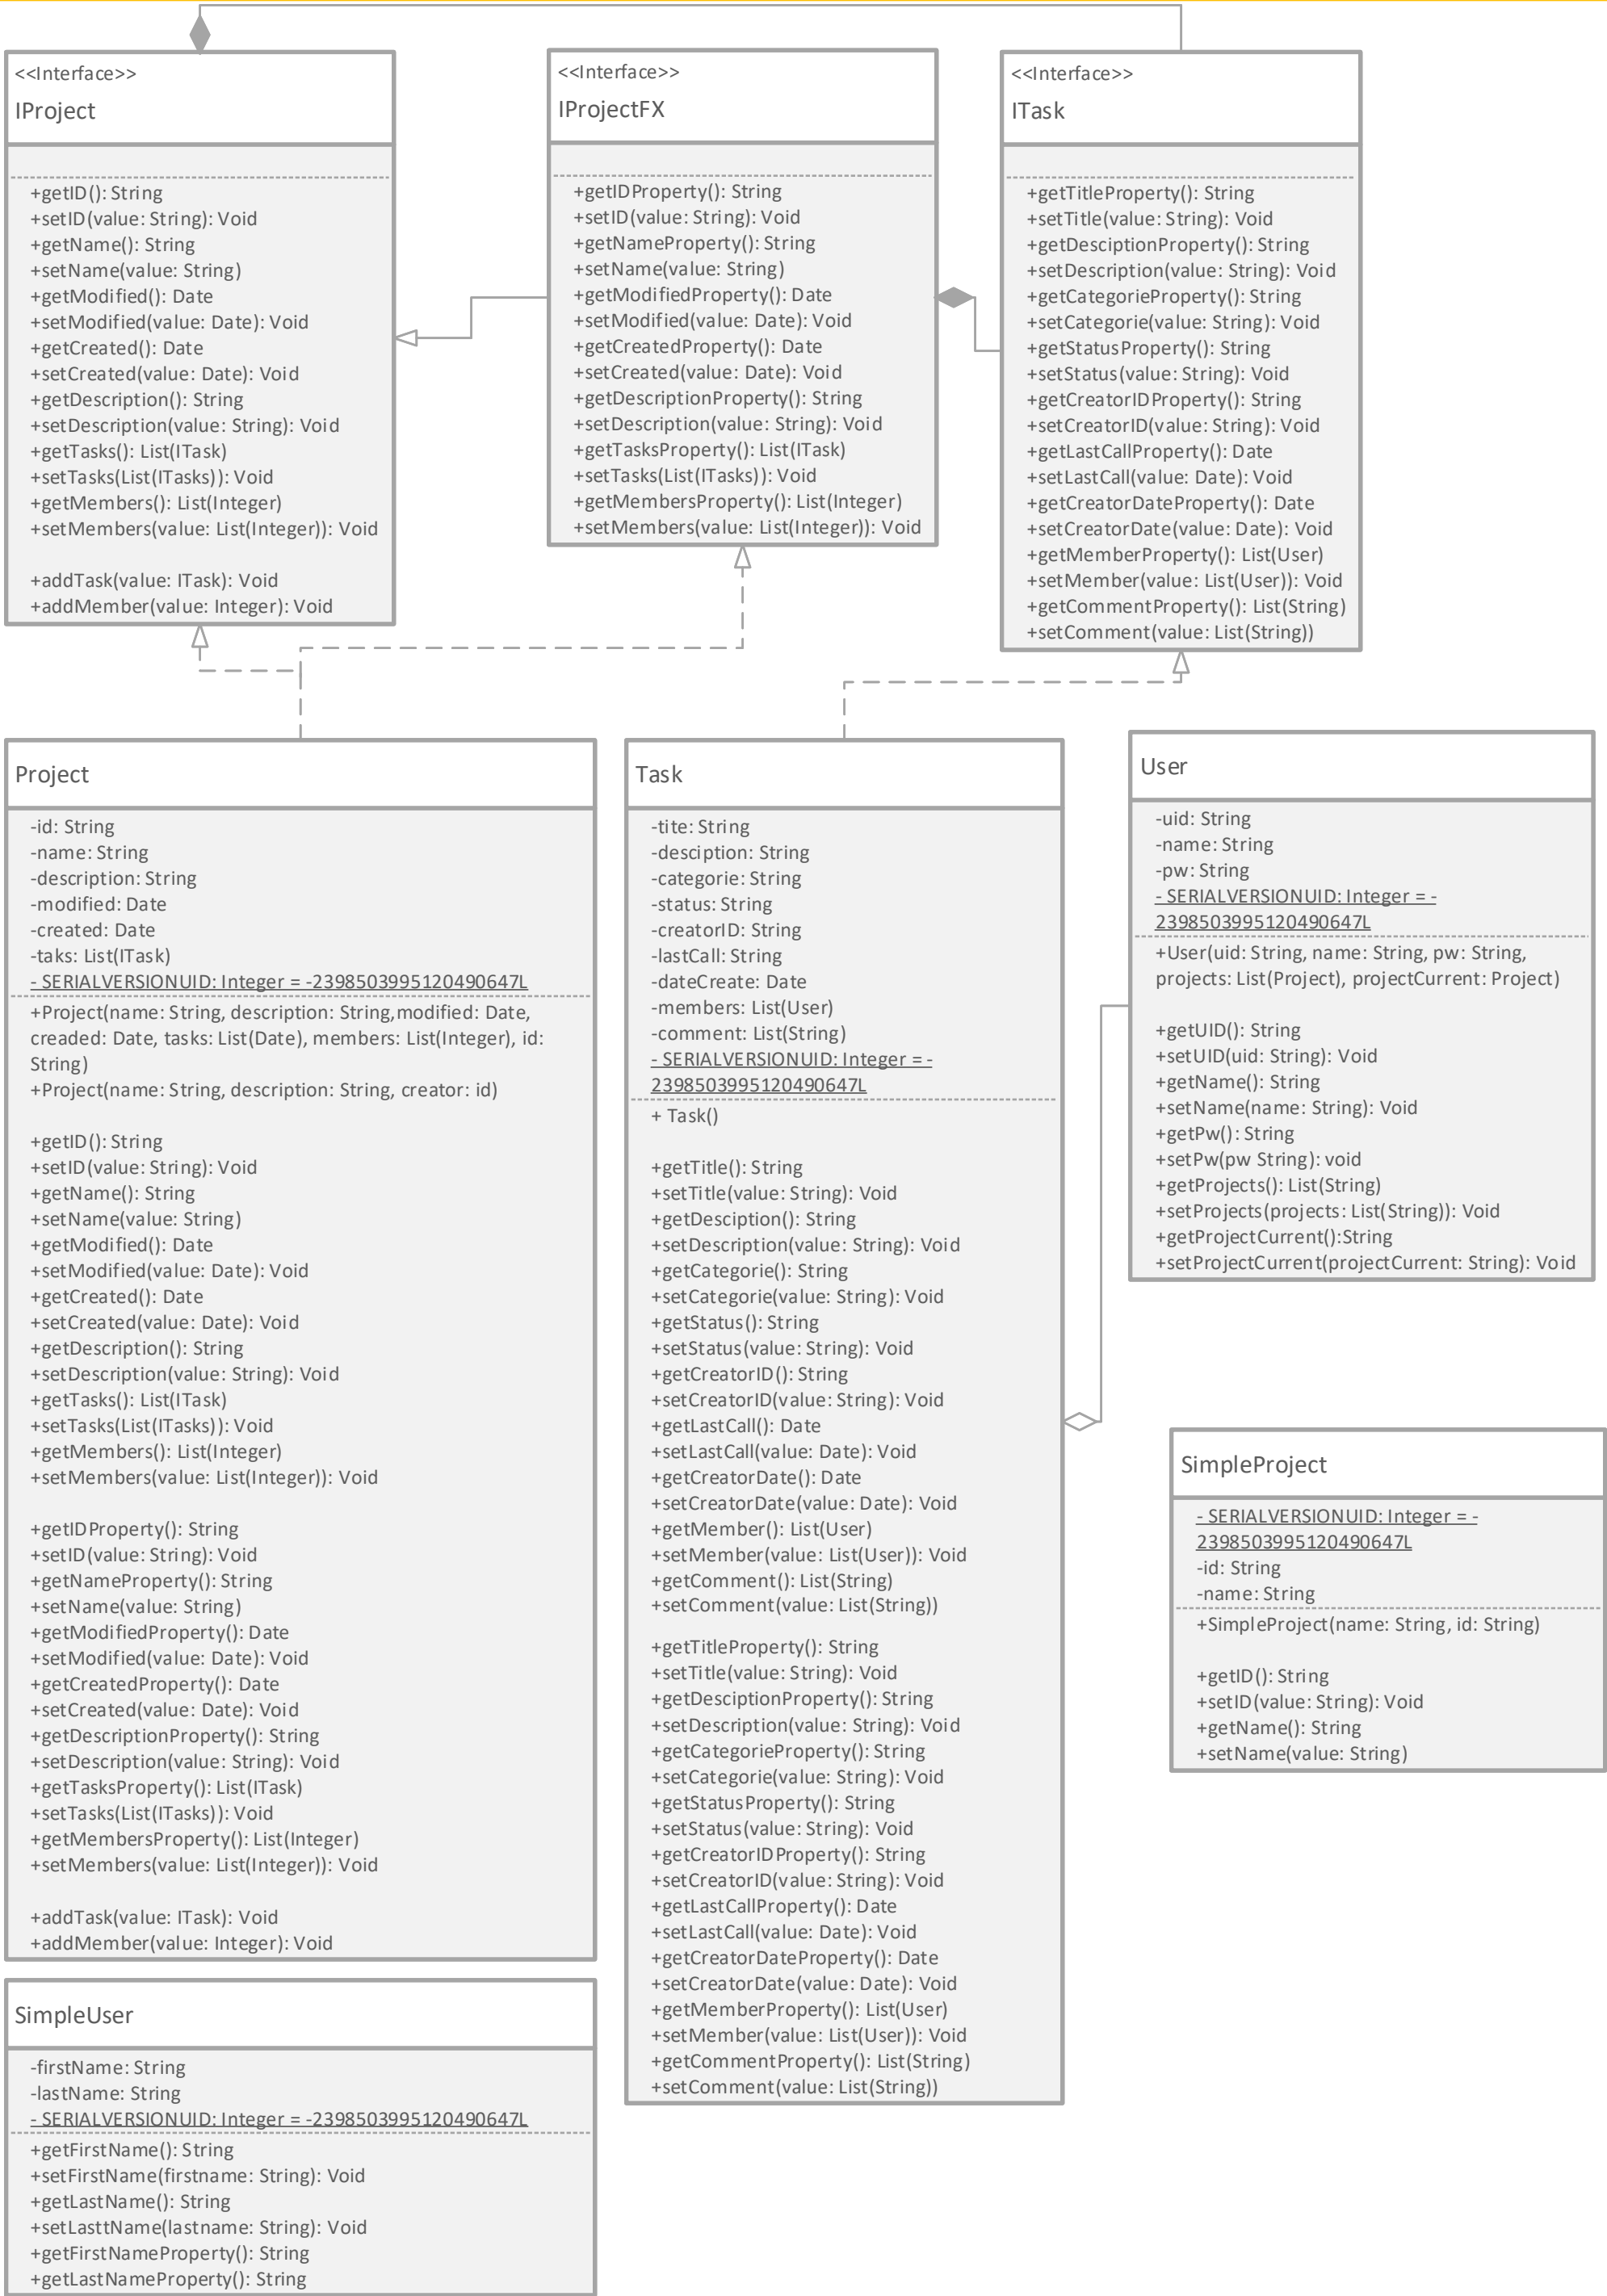 <<Interface>>
IProject
+getID(): String
+setID(value: String): Void
+getName(): String
+setName(value: String)
+getModified(): Date
+setModified(value: Date): Void
+getCreated(): Date
+setCreated(value: Date): Void
+getDescription(): String
+setDescription(value: String): Void
+getTasks(): List(ITask)
+setTasks(List(ITasks)): Void
+getMembers(): List(Integer)
+setMembers(value: List(Integer)): Void
+addTask(value: ITask): Void
+addMember(value: Integer): Void
<<Interface>>
IProjectFX
+getIDProperty(): String
+setID(value: String): Void
+getNameProperty(): String
+setName(value: String)
+getModifiedProperty(): Date
+setModified(value: Date): Void
+getCreatedProperty(): Date
+setCreated(value: Date): Void
+getDescriptionProperty(): String
+setDescription(value: String): Void
+getTasksProperty(): List(ITask)
+setTasks(List(ITasks)): Void
+getMembersProperty(): List(Integer)
+setMembers(value: List(Integer)): Void
<<Interface>>
ITask
+getTitleProperty(): String
+setTitle(value: String): Void
+getDesciptionProperty(): String
+setDescription(value: String): Void
+getCategorieProperty(): String
+setCategorie(value: String): Void
+getStatusProperty(): String
+setStatus(value: String): Void
+getCreatorIDProperty(): String
+setCreatorID(value: String): Void
+getLastCallProperty(): Date
+setLastCall(value: Date): Void
+getCreatorDateProperty(): Date
+setCreatorDate(value: Date): Void
+getMemberProperty(): List(User)
+setMember(value: List(User)): Void
+getCommentProperty(): List(String)
+setComment(value: List(String))
Project
-id: String
-name: String
-description: String
-modified: Date
-created: Date
-taks: List(ITask)
- SERIALVERSIONUID: Integer = -2398503995120490647L
+Project(name: String, description: String,modified: Date,
creaded: Date, tasks: List(Date), members: List(Integer), id:
String)
+Project(name: String, description: String, creator: id)
+getID(): String
+setID(value: String): Void
+getName(): String
+setName(value: String)
+getModified(): Date
+setModified(value: Date): Void
+getCreated(): Date
+setCreated(value: Date): Void
+getDescription(): String
+setDescription(value: String): Void
+getTasks(): List(ITask)
+setTasks(List(ITasks)): Void
+getMembers(): List(Integer)
+setMembers(value: List(Integer)): Void
+getIDProperty(): String
+setID(value: String): Void
+getNameProperty(): String
+setName(value: String)
+getModifiedProperty(): Date
+setModified(value: Date): Void
+getCreatedProperty(): Date
+setCreated(value: Date): Void
+getDescriptionProperty(): String
+setDescription(value: String): Void
+getTasksProperty(): List(ITask)
+setTasks(List(ITasks)): Void
+getMembersProperty(): List(Integer)
+setMembers(value: List(Integer)): Void
+addTask(value: ITask): Void
+addMember(value: Integer): Void
Task
-tite: String
-desciption: String
-categorie: String
-status: String
-creatorID: String
-lastCall: String
-dateCreate: Date
-members: List(User)
-comment: List(String)
- SERIALVERSIONUID: Integer = -
2398503995120490647L
+ Task()
+getTitle(): String
+setTitle(value: String): Void
+getDesciption(): String
+setDescription(value: String): Void
+getCategorie(): String
+setCategorie(value: String): Void
+getStatus(): String
+setStatus(value: String): Void
+getCreatorID(): String
+setCreatorID(value: String): Void
+getLastCall(): Date
+setLastCall(value: Date): Void
+getCreatorDate(): Date
+setCreatorDate(value: Date): Void
+getMember(): List(User)
+setMember(value: List(User)): Void
+getComment(): List(String)
+setComment(value: List(String))
+getTitleProperty(): String
+setTitle(value: String): Void
+getDesciptionProperty(): String
+setDescription(value: String): Void
+getCategorieProperty(): String
+setCategorie(value: String): Void
+getStatusProperty(): String
+setStatus(value: String): Void
+getCreatorIDProperty(): String
+setCreatorID(value: String): Void
+getLastCallProperty(): Date
+setLastCall(value: Date): Void
+getCreatorDateProperty(): Date
+setCreatorDate(value: Date): Void
+getMemberProperty(): List(User)
+setMember(value: List(User)): Void
+getCommentProperty(): List(String)
+setComment(value: List(String))
User
-uid: String
-name: String
-pw: String
- SERIALVERSIONUID: Integer = -
2398503995120490647L
+User(uid: String, name: String, pw: String,
projects: List(Project), projectCurrent: Project)
+getUID(): String
+setUID(uid: String): Void
+getName(): String
+setName(name: String): Void
+getPw(): String
+setPw(pw String): void
+getProjects(): List(String)
+setProjects(projects: List(String)): Void
+getProjectCurrent():String
+setProjectCurrent(projectCurrent: String): Void
SimpleProject
- SERIALVERSIONUID: Integer = -
2398503995120490647L
-id: String
-name: String
+SimpleProject(name: String, id: String)
+getID(): String
+setID(value: String): Void
+getName(): String
+setName(value: String)
SimpleUser
-firstName: String
-lastName: String
- SERIALVERSIONUID: Integer = -2398503995120490647L
+getFirstName(): String
+setFirstName(firstname: String): Void
+getLastName(): String
+setLasttName(lastname: String): Void
+getFirstNameProperty(): String
+getLastNameProperty(): String